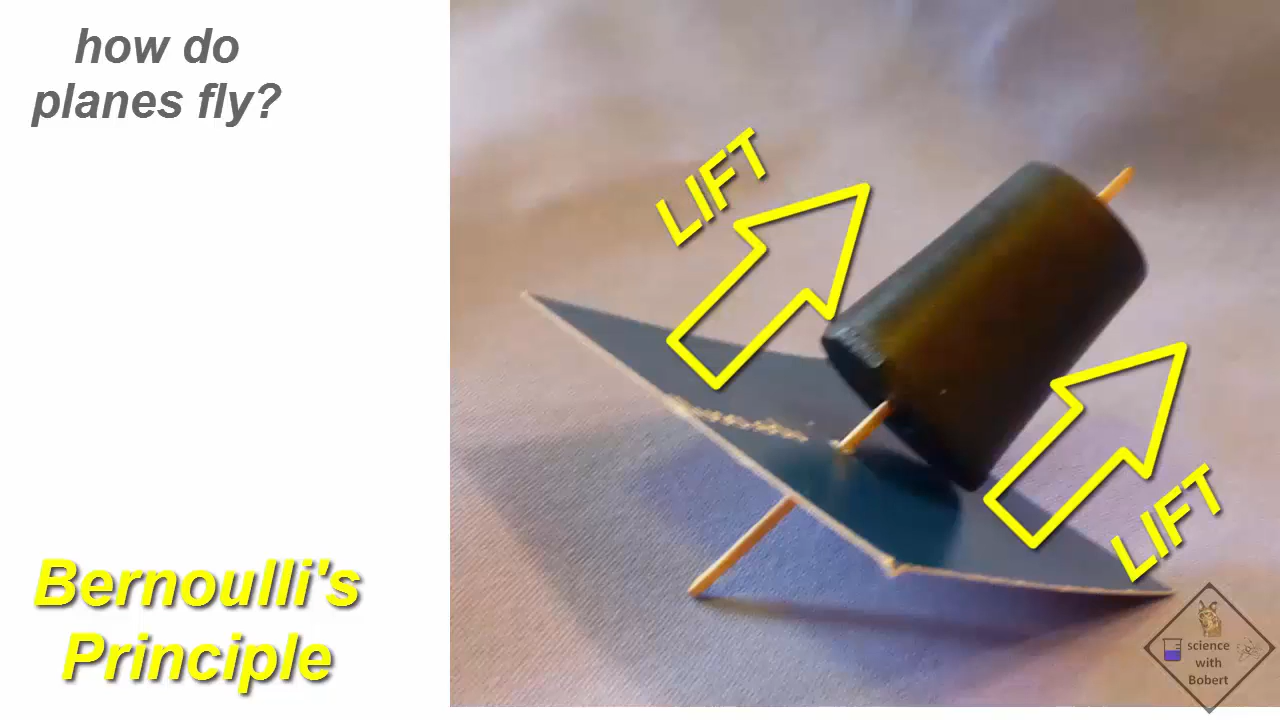 how do
planes fly?
LIFT
LIFT
Bernoulli's
Principle
science
with
Bobert